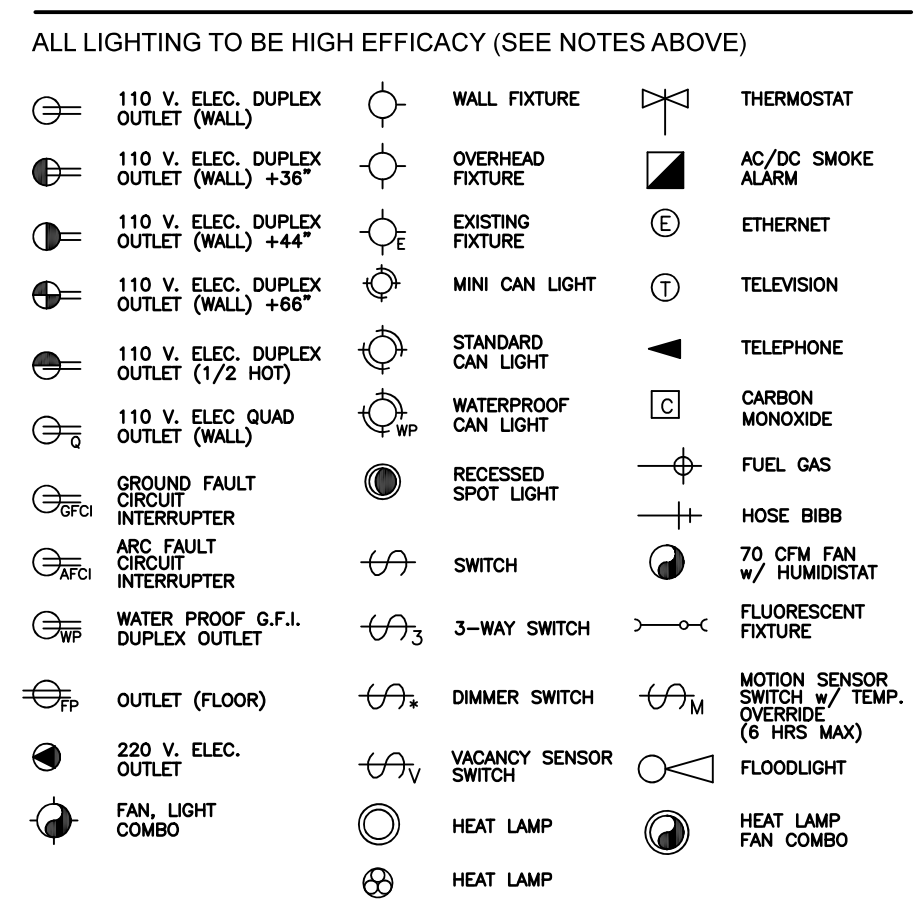 ALL LIGHTING TO BE HIGH EFFICACY (SEE NOTES ABOVE)
110 V. ELEC. DUPLEX
OUTLET (WALL)
110 V. ELEC. DUPLEX
OUTLET (WALL) +36"
110 V. ELEC. DUPLEX
OUTLET (WALL) +44"
110 V. ELEC. DUPLEX
OUTLET (WALL) +66"
110 V. ELEC. DUPLEX
OUTLET (1/2 HOT)
Q
110 V. ELEC QUAD
OUTLET (WALL)
GFCI
GROUND FAULT
CIRCUIT
INTERRUPTER
AFCI
ARC FAULT
CIRCUIT
INTERRUPTER
WP
WATER PROOF G.F.I.
DUPLEX OUTLET
FP
OUTLET (FLOOR)
220 V. ELEC.
OUTLET
FAN, LIGHT
COMBO
WALL FIXTURE
OVERHEAD
FIXTURE
E
EXISTING
FIXTURE
MINI CAN LIGHT
STANDARD
CAN LIGHT
WP
WATERPROOF
CAN LIGHT
RECESSED
SPOT LIGHT
SWITCH
3
3-WAY SWITCH
*
DIMMER SWITCH
V
VACANCY SENSOR
SWITCH
HEAT LAMP
HEAT LAMP
THERMOSTAT
AC/DC SMOKE
ALARM
E
ETHERNET
T
TELEVISION
TELEPHONE
C
CARBON
MONOXIDE
FUEL GAS
HOSE BIBB
70 CFM FAN
w/ HUMIDISTAT
FLUORESCENT
FIXTURE
M
MOTION SENSOR
SWITCH w/ TEMP.
OVERRIDE
(6 HRS MAX)
FLOODLIGHT
HEAT LAMP
FAN COMBO